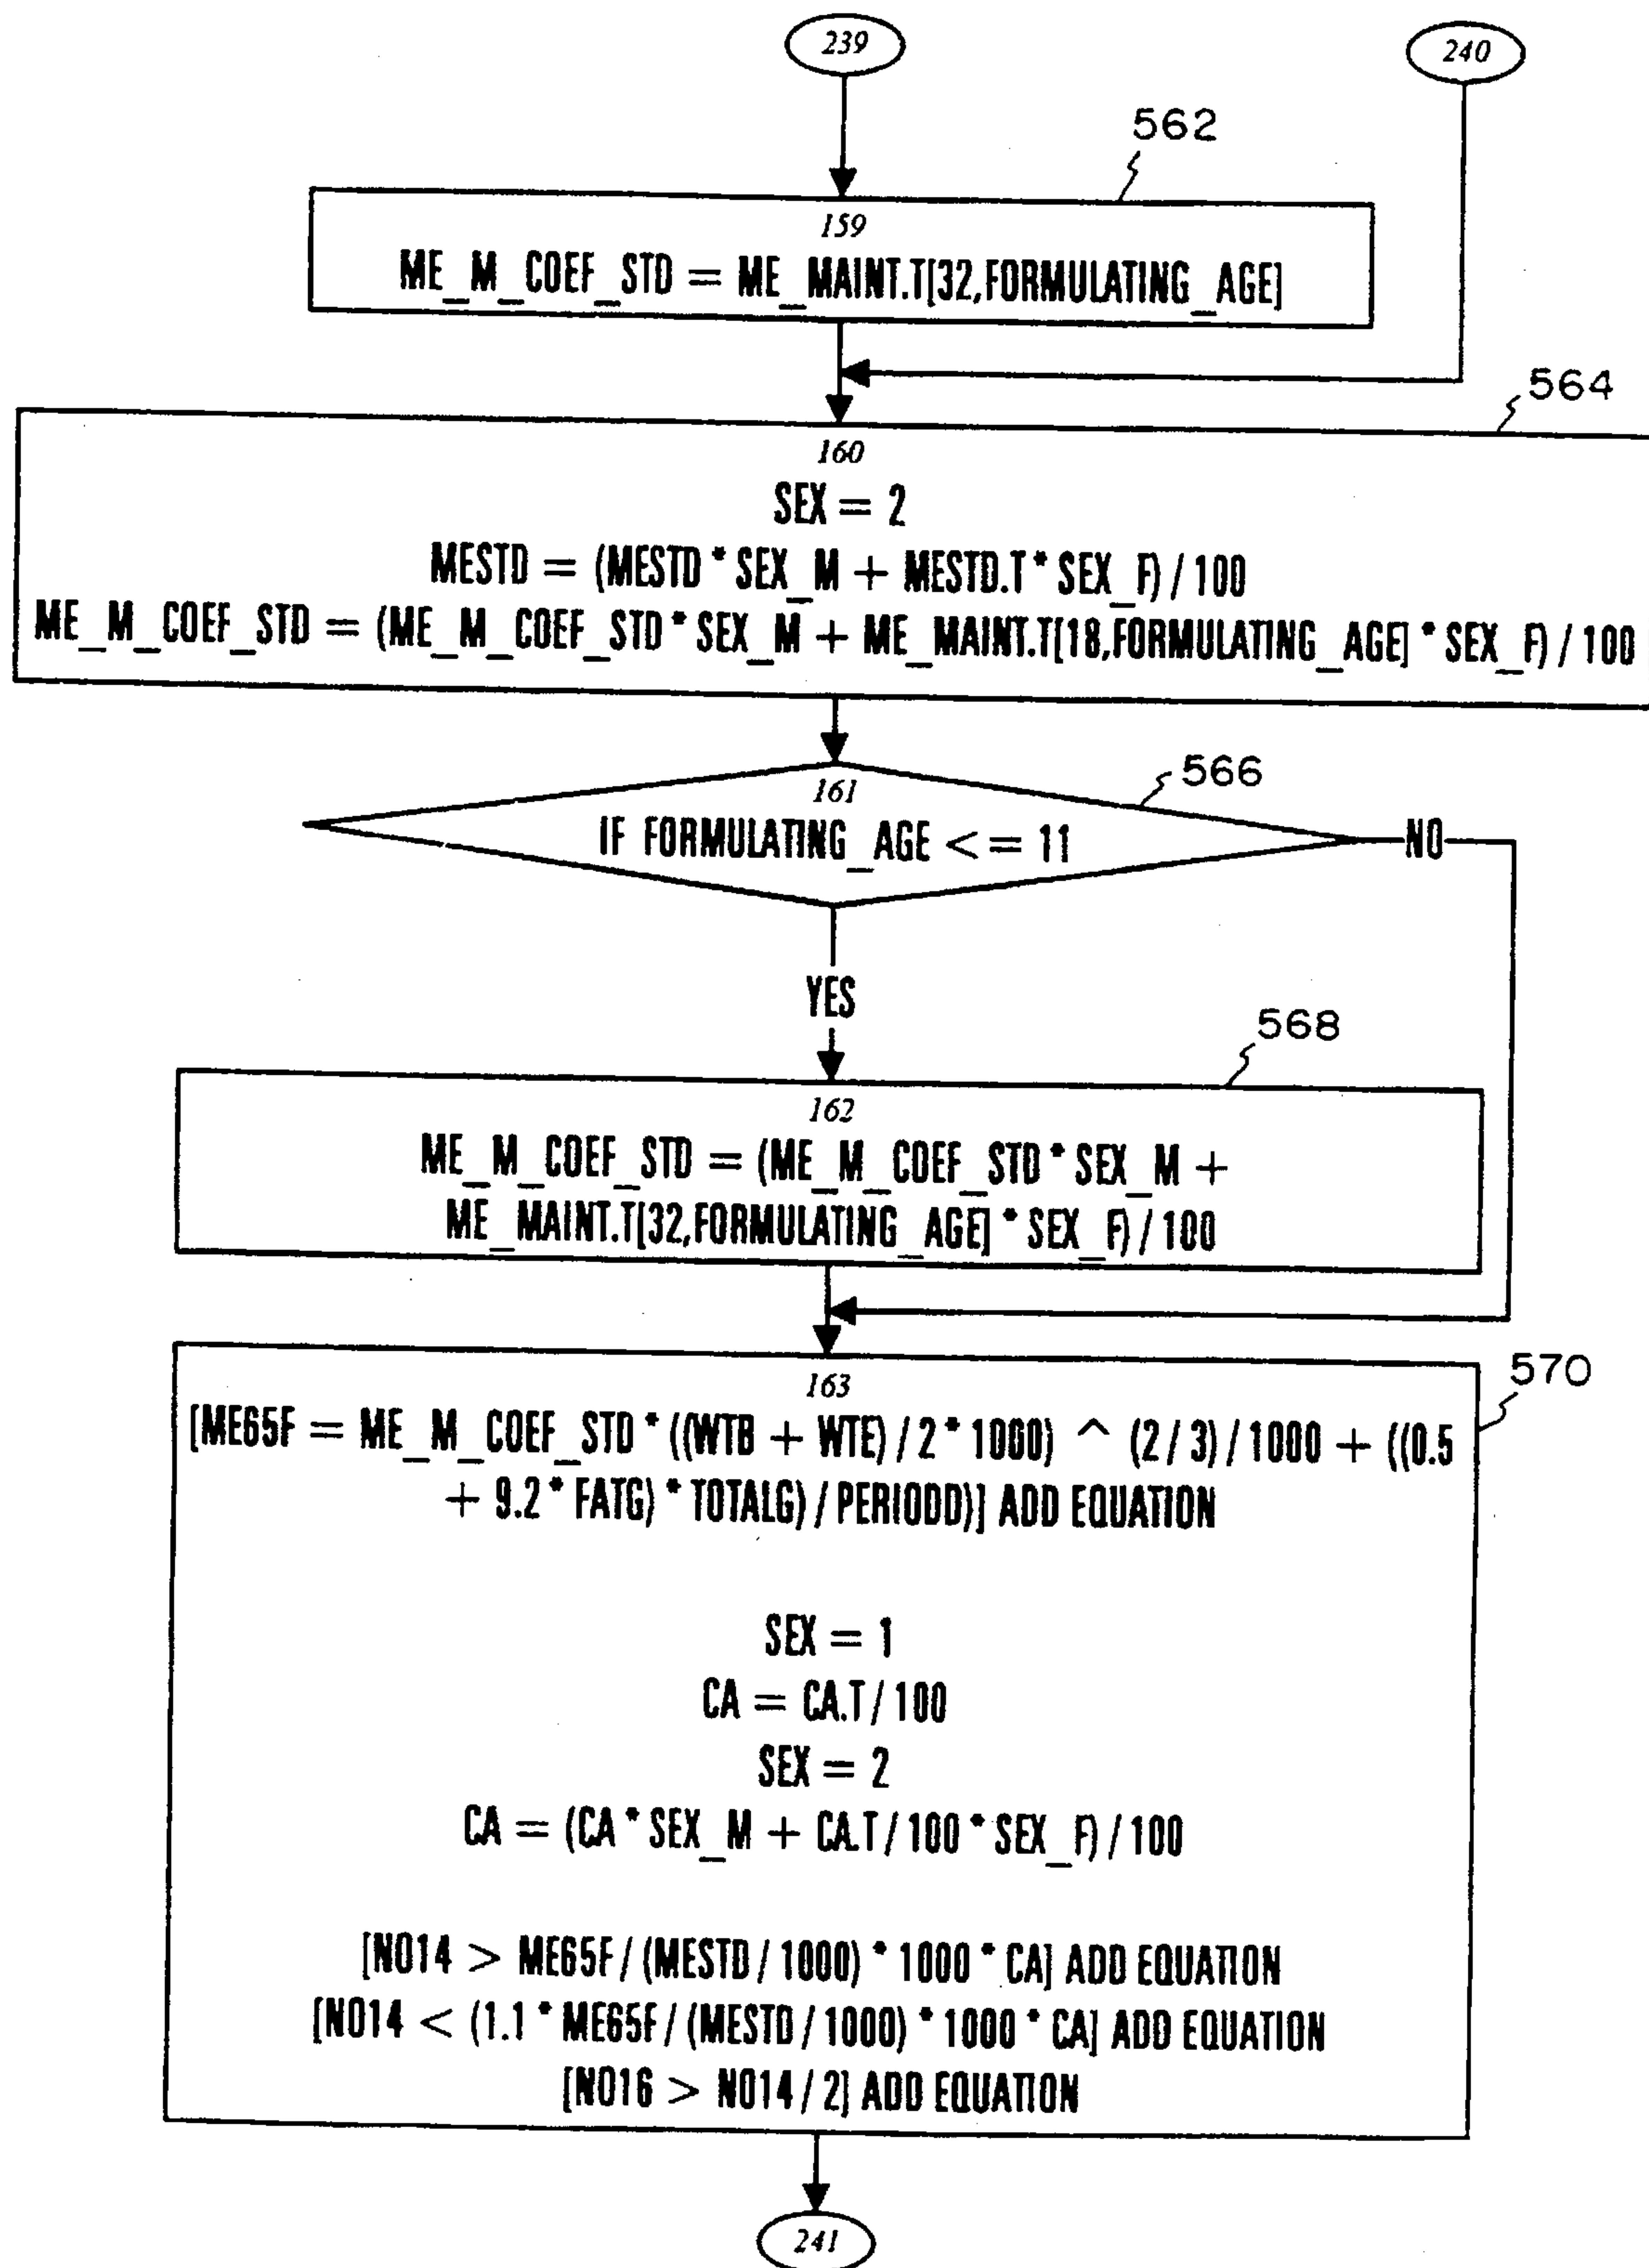 239
240
562
159
ME_M_COEF_STD = ME_MAINT.T[32,FORMULATING_AGE]
564
160
SEX = 2
MESTD = (MESTD * SEX_M + MESTD.T * SEX_F) / 100
ME_M_COEF_STD = (ME_M_COEF_STD * SEX_M + ME_MAINT.T[18,FORMULATING_AGE] * SEX_F) / 100
566
161
IF FORMULATING_AGE < = 11
NO
YES
568
162
ME_M_COEF_STD = (ME_M_COEF_STD * SEX_M +
ME_MAINT.T[32,FORMULATING_AGE] * SEX_F) / 100
570
163
[ME65F = ME_M_COEF_STD * ((WTB + WTE) / 2 * 1000) ^ (2 / 3) / 1000 + ((0.5
+ 9.2 * FATG) * TOTALG) / PERIODD)] ADD EQUATION
SEX = 1
CA = CA.T / 100
SEX = 2
CA = (CA * SEX_M + CA.T / 100 * SEX_F) / 100
[NO14 > ME65F / (MESTD / 1000) * 1000 * CA] ADD EQUATION
[NO14 < (1.1 * ME65F / (MESTD / 1000) * 1000 * CA] ADD EQUATION
[NO16 > NO14 / 2] ADD EQUATION
241